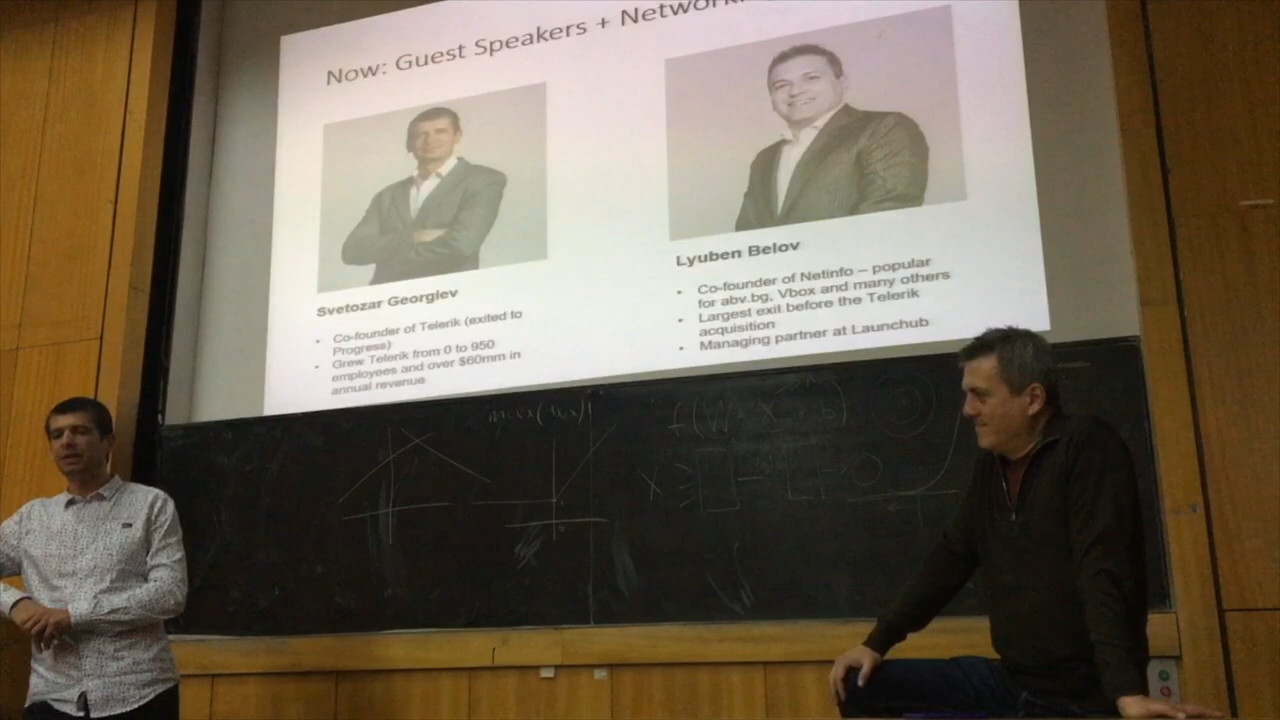 Now: Guest Speakers + Network
Svetozar Georgiev
• Co-founder of Telerik (exited to
Progress)
• Grew Telerik from 0 to 950
employees and over $60mm in
annual revenue
Lyuben Belov
• Co-founder of Netinfo – popular
for abv.bg, Vbox and many others
• Largest exit before the Telerik
acquisition
• Managing partner at Launchub